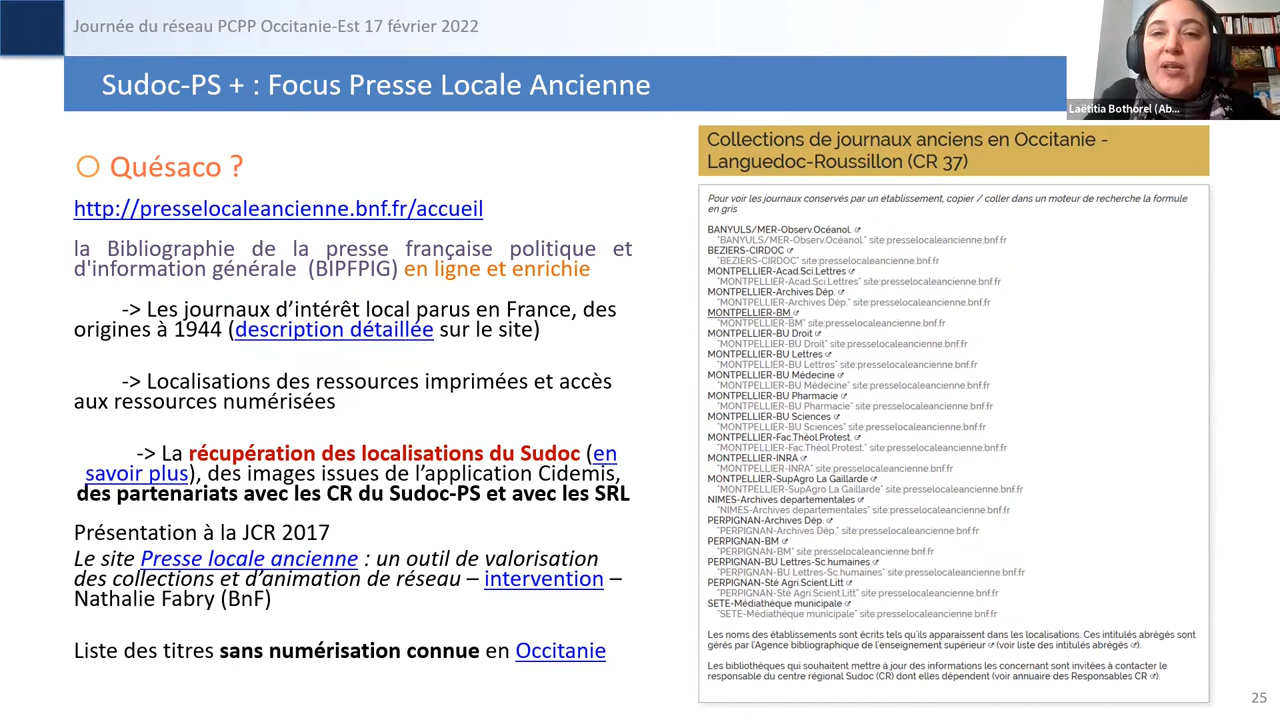 Journée du réseau PCPP Occitanie-Est 17 février 2022
Sudoc-PS + : Focus Presse Locale Ancienne
Laëtitia Bothorel (Ab...
Quésaco ?
http://presselocaleancienne.bnf.fr/accueil
la Bibliographie de la presse française politique et
d'information générale (BIPFPIG) en ligne et enrichie
-> Les journaux d'intérêt local parus en France, des
origines à 1944 (description détaillée sur le site)
-> Localisations des ressources imprimées et accès
aux ressources numérisées
-> La récupération des localisations du Sudoc (en
savoir plus), des images issues de l'application Cidemis,
des partenariats avec les CR du Sudoc-PS et avec les SRL
Présentation à la JCR 2017
Le site Presse locale ancienne : un outil de valorisation
des collections et d'animation de réseau – intervention –
Nathalie Fabry (BnF)
Liste des titres sans numérisation connue en Occitanie
Collections de journaux anciens en Occitanie -
Languedoc-Roussillon (CR 37)
Pour voir les journaux conservés par un établissement, copier / coller dans un moteur de recherche la formule
en gris
BANYULS/MER-Observ.Océanol.
"BANYULS/MER-Observ.Océanol." site:presselocaleancienne.bnf.fr
BEZIERS-CIRDOC
"BEZIERS-CIRDOC" site:presselocaleancienne.bnf.fr
MONTPELLIER-Acad.Sci.Lettres
"MONTPELLIER-Acad.Sci.Lettres" site:presselocaleancienne.bnf.fr
MONTPELLIER-Archives Dép.
"MONTPELLIER-Archives Dép." site:presselocaleancienne.bnf.fr
MONTPELLIER-BM
"MONTPELLIER-BM" site:presselocaleancienne.bnf.fr
MONTPELLIER-BU Droit
"MONTPELLIER-BU Droit" site:presselocaleancienne.bnf.fr
MONTPELLIER-BU Lettres
"MONTPELLIER-BU Lettres" site:presselocaleancienne.bnf.fr
MONTPELLIER-BU Médecine
"MONTPELLIER-BU Médecine" site:presselocaleancienne.bnf.fr
MONTPELLIER-BU Pharmacie
"MONTPELLIER-BU Pharmacie" site:presselocaleancienne.bnf.fr
MONTPELLIER-BU Sciences
"MONTPELLIER-BU Sciences" site:presselocaleancienne.bnf.fr
MONTPELLIER-Fac.Théol.Protest.
"MONTPELLIER-Fac.Théol.Protest." site:presselocaleancienne.bnf.fr
MONTPELLIER-INRA
"MONTPELLIER-INRA" site:presselocaleancienne.bnf.fr
MONTPELLIER-SupAgro La Gaillarde
"MONTPELLIER-SupAgro La Gaillarde" site:presselocaleancienne.bnf.fr
NIMES-Archives departementales
"NIMES-Archives departementales" site:presselocaleancienne.bnf.fr
PERPIGNAN-Archives Dép.
"PERPIGNAN-Archives Dép." site:presselocaleancienne.bnf.fr
PERPIGNAN-BM
"PERPIGNAN-BM" site:presselocaleancienne.bnf.fr
PERPIGNAN-BU Lettres-Sc.humaines
"PERPIGNAN-BU Lettres-Sc.humaines" site:presselocaleancienne.bnf.fr
PERPIGNAN-Sté Agri.Scient.Litt
"PERPIGNAN-Sté Agri.Scient.Litt" site:presselocaleancienne.bnf.fr
SETE-Médiathèque municipale
"SETE-Médiathèque municipale" site:presselocaleancienne.bnf.fr
Les noms des établissements sont écrits tels qu'ils apparaissent dans les localisations. Ces intitulés abrégés sont
gérés par l'Agence bibliographique de l'enseignement supérieur (voir liste des intitulés abrégés).
Les bibliothèques qui souhaitent mettre à jour des informations les concernant sont invitées à contacter le
responsable du centre régional Sudoc (CR) dont elles dépendent (voir annuaire des Responsables CR).
25